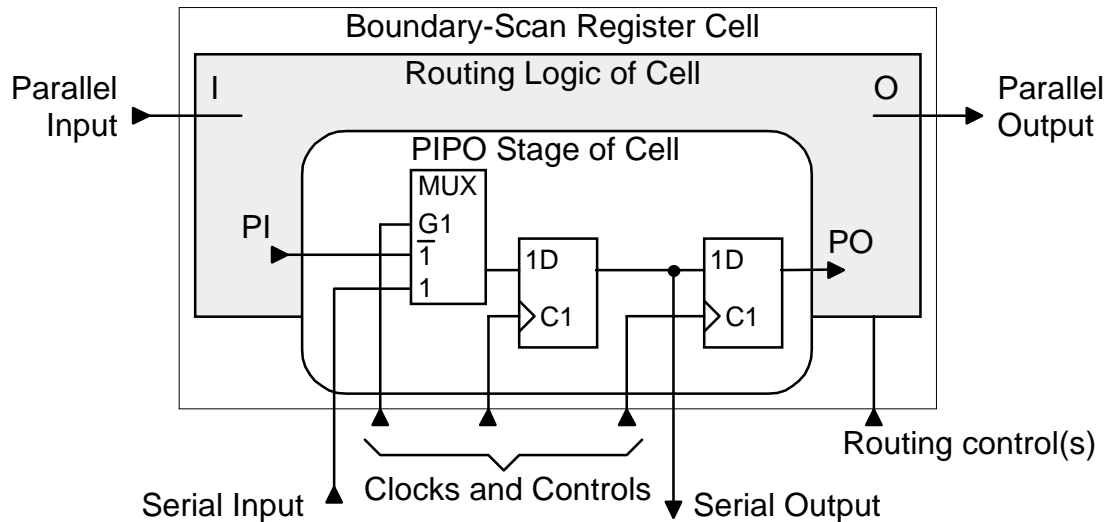 Boundary-Scan Register Cell
Routing Logic of Cell
Parallel
Input
I
O
Parallel
Output
PIPO Stage of Cell
MUX
G1
1̅
1
PI
1D
C1
1D
C1
PO
Routing control(s)
Clocks and Controls
Serial Input
Serial Output